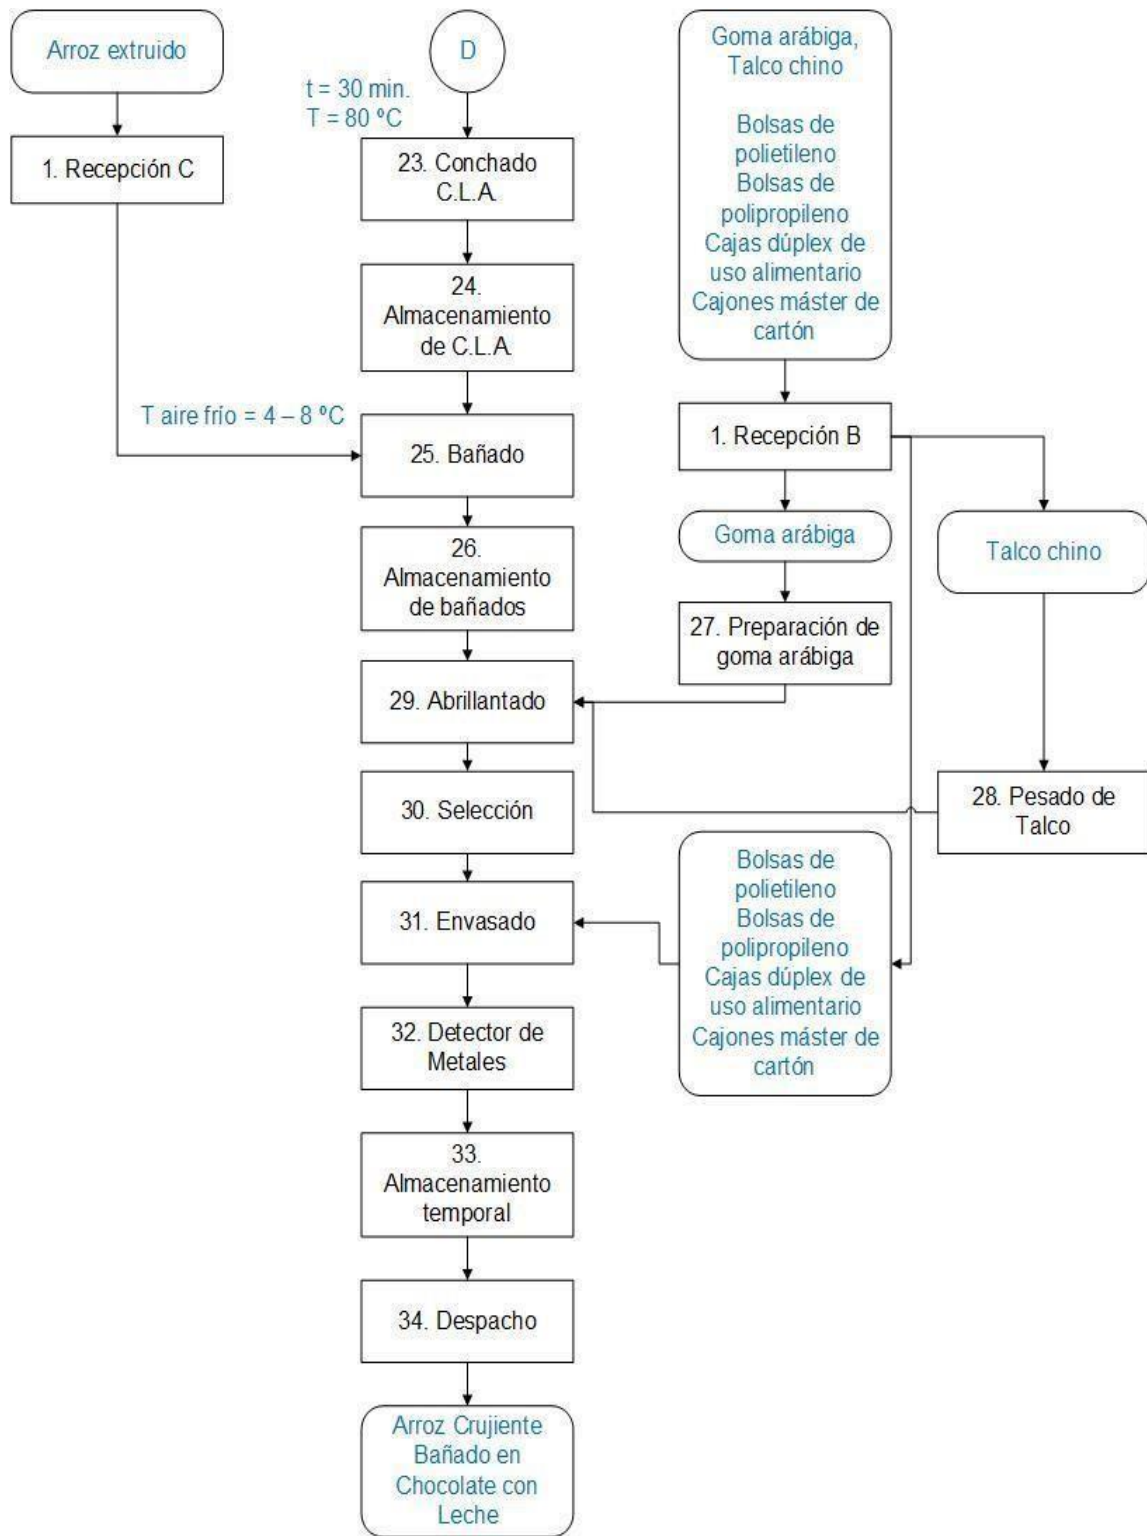 Arroz extruido
D
Goma arábiga,
Talco chino
Bolsas de
polietileno
Bolsas de
polipropileno
Cajas dúplex de
uso alimentario
Cajones máster de
cartón
t = 30 min.
T = 80 ºC
1. Recepción C
23. Conchado
C.L.A.
24.
Almacenamiento
de C.L.A.
T aire frío = 4 – 8 ºC
25. Bañado
1. Recepción B
26.
Almacenamiento
de bañados
Goma arábiga
Talco chino
27. Preparación de
goma arábiga
29. Abrillantado
30. Selección
28. Pesado de
Talco
31. Envasado
Bolsas de
polietileno
Bolsas de
polipropileno
Cajas dúplex de
uso alimentario
Cajones máster de
cartón
32. Detector de
Metales
33.
Almacenamiento
temporal
34. Despacho
Arroz Crujiente
Bañado en
Chocolate con
Leche